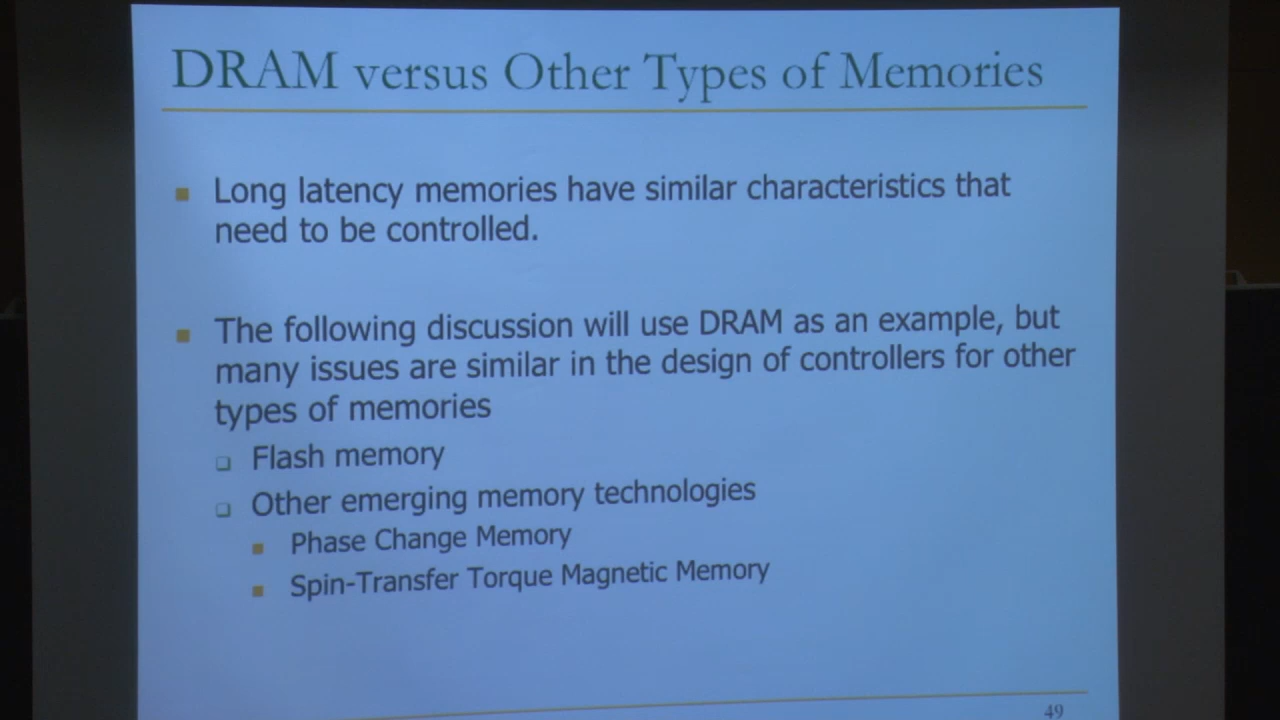 DRAM versus Other Types of Memories
Long latency memories have similar characteristics that
need to be controlled.
The following discussion will use DRAM as an example, but
many issues are similar in the design of controllers for other
types of memories
Flash memory
Other emerging memory technologies
Phase Change Memory
Spin-Transfer Torque Magnetic Memory
49